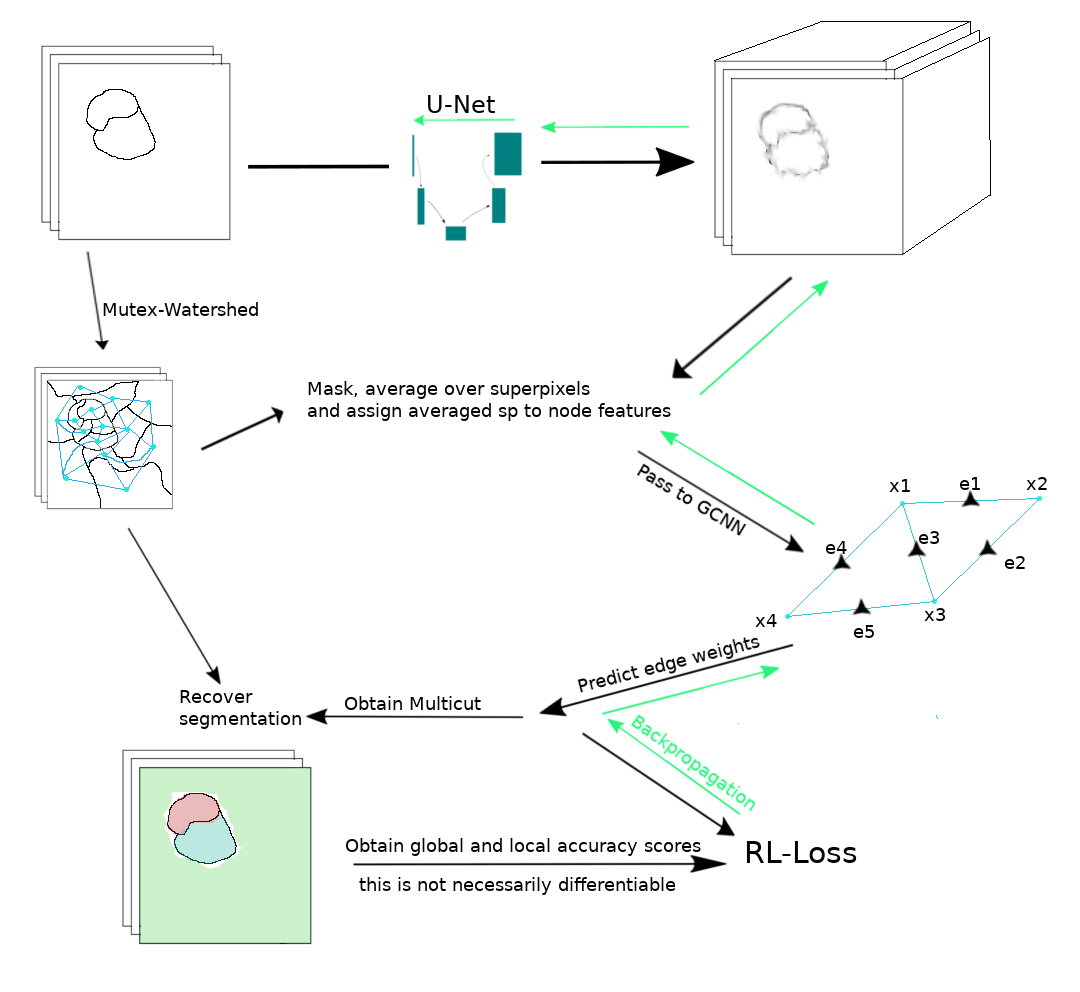 U-Net
Mutex-Watershed
Mask, average over superpixels
and assign averaged sp to node features
Pass to GCNN
x1
e1
x2
e4
e3
e2
x4
e5
x3
Predict edge weights
Recover
segmentation
Obtain Multicut
Backpropagation
Obtain global and local accuracy scores
this is not necessarily differentiable
RL-Loss